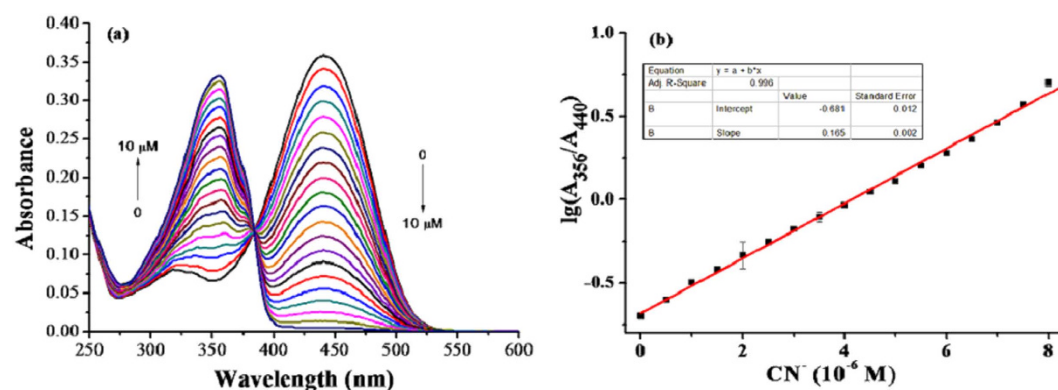 (a)
0.40
0.35
0.30
0.25
0.20
0.15
0.10
0.05
0.00
Absorbance
10 μM
0
0
10 μM
250 300 350 400 450 500 550 600
Wavelength (nm)
(b)
1.0
0.5
0.0
-0.5
lg(A356/A440)
Equation y = a + b*x
Adj. R-Square 0.996
Value Standard Error
B Intercept -0.681 0.012
B Slope 0.165 0.002
0 2 4 6 8
CN- (10-6 M)